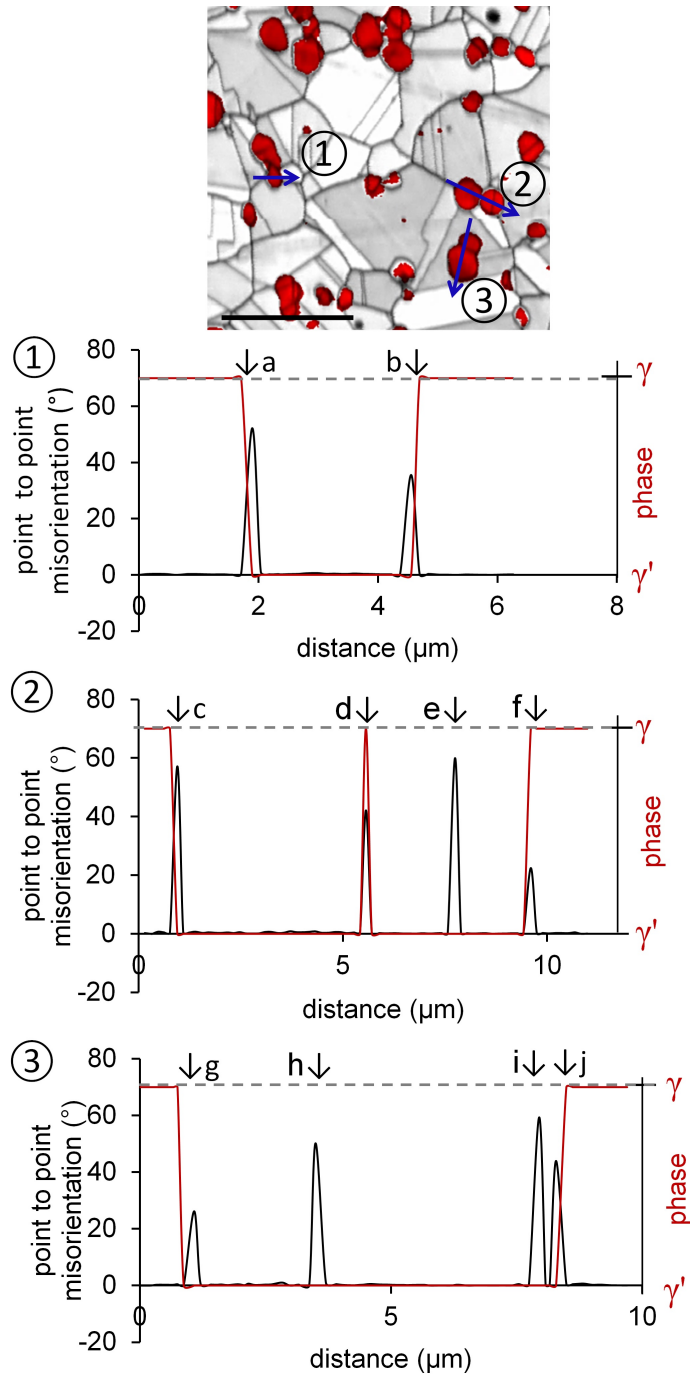 ①
②
③
①
80
60
40
20
0
-20
a
b
γ
γ'
phase
point to point
misorientation (°)
0 2 4 6 8
distance (µm)
②
80
60
40
20
0
-20
c
d
e
f
γ
γ'
phase
point to point
misorientation (°)
0 5 10
distance (µm)
③
80
60
40
20
0
-20
g
h
i
j
γ
γ'
phase
point to point
misorientation (°)
0 5 10
distance (µm)